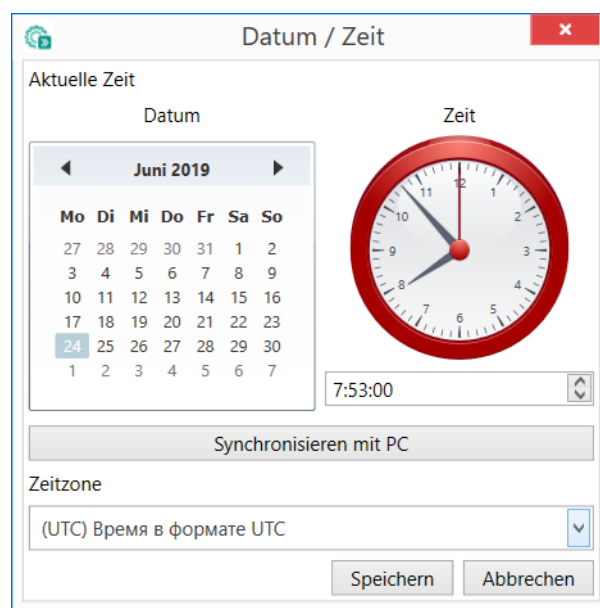 Datum / Zeit
Aktuelle Zeit
Datum
Zeit
Juni 2019
Mo Di Mi Do Fr Sa So
27 28 29 30 31 1 2
3 4 5 6 7 8 9
10 11 12 13 14 15 16
17 18 19 20 21 22 23
24 25 26 27 28 29 30
1 2 3 4 5 6 7
12
1
2
3
4
5
6
7
8
9
10
11
7:53:00
Synchronisieren mit PC
Zeitzone
(UTC) Время в формате UTC
Speichern Abbrechen